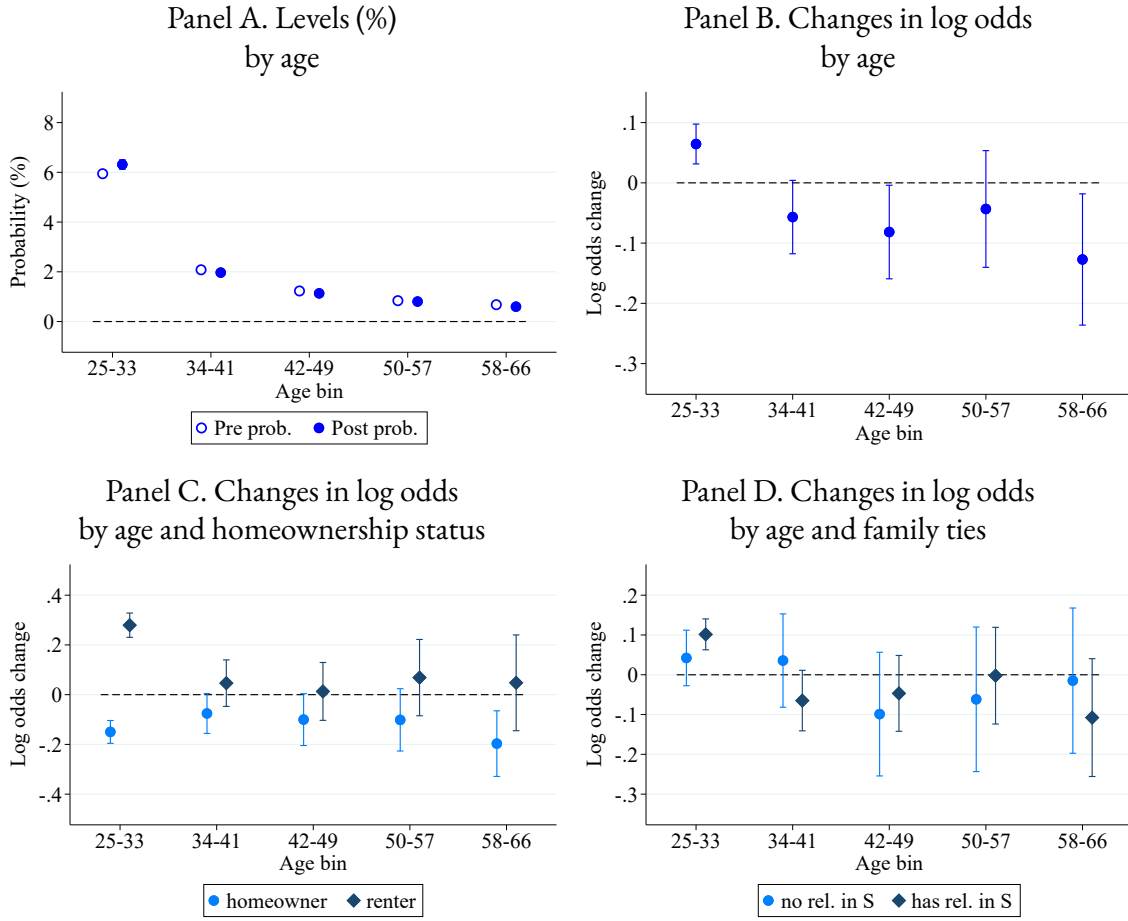 Panel A. Levels (%)
by age
Probability (%)
8
6
4
2
0
25-33
34-41
42-49
50-57
58-66
Age bin
Pre prob.
Post prob.
Panel B. Changes in log odds
by age
Log odds change
.1
0
-.1
-.2
-.3
25-33
34-41
42-49
50-57
58-66
Age bin
Panel C. Changes in log odds
by age and homeownership status
Log odds change
.4
.2
0
-.2
-.4
25-33
34-41
42-49
50-57
58-66
Age bin
homeowner
renter
Panel D. Changes in log odds
by age and family ties
Log odds change
.2
.1
0
-.1
-.2
-.3
25-33
34-41
42-49
50-57
58-66
Age bin
no rel. in S
has rel. in S